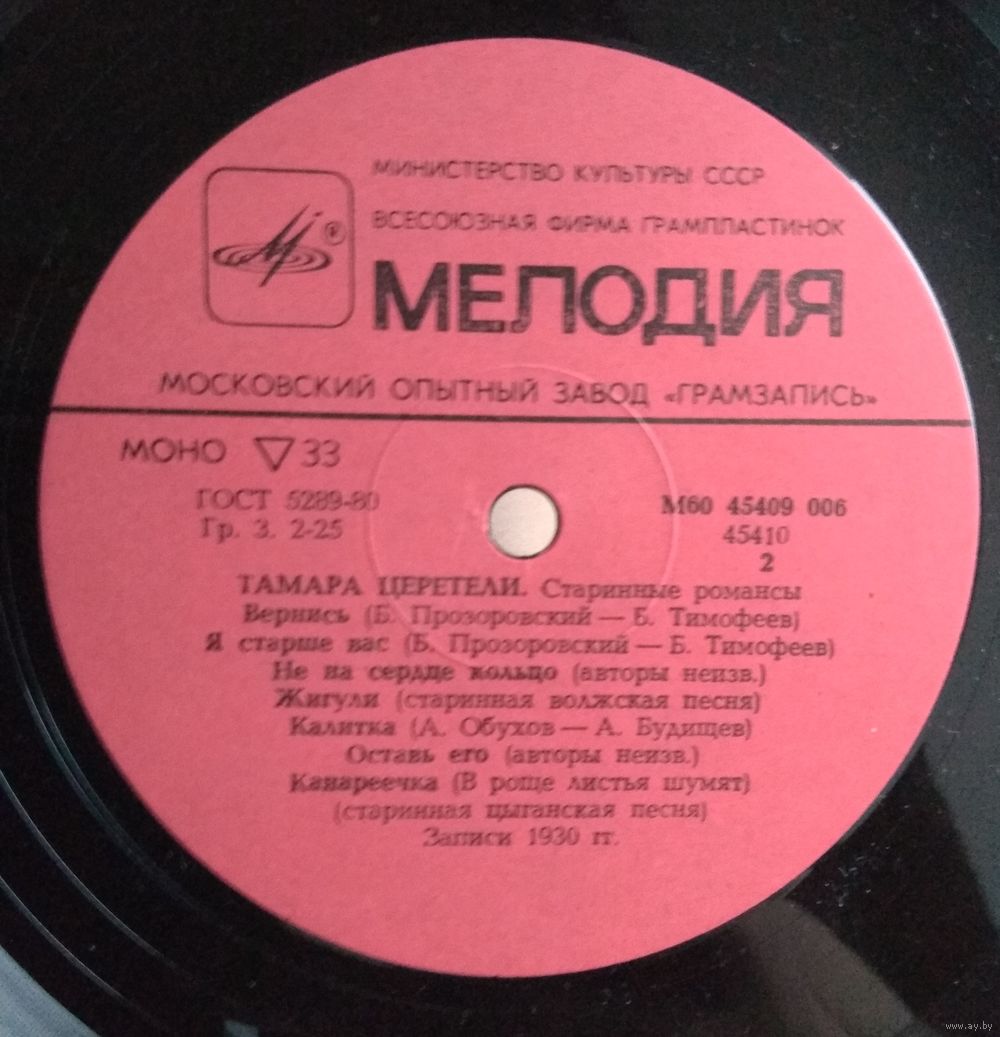 МИНИСТЕРСТВО КУЛЬТУРЫ СССР
ВСЕСОЮЗНАЯ ФИРМА ГРАМПЛАСТИНОК
МЕЛОДИЯ
МОСКОВСКИЙ ОПЫТНЫЙ ЗАВОД «ГРАМЗАПИСЬ»
МОНО ▽ 33
ГОСТ 5289-80
Гр. 3. 2-25
М60 45409 006
45410
2
ТАМАРА ЦЕРЕТЕЛИ. Старинные романсы
Вернись (Б. Прозоровский — Б. Тимофеев)
Я старше вас (Б. Прозоровский — Б. Тимофеев)
Не на сердце кольцо (авторы неизв.)
Жигули (старинная волжская песня)
Калитка (А. Обухов — А. Будищев)
Оставь его (авторы неизв.)
Канареечка (В роще листья шумят)
(старинная цыганская песня)
Записи 1930 гг.
www.ay.by